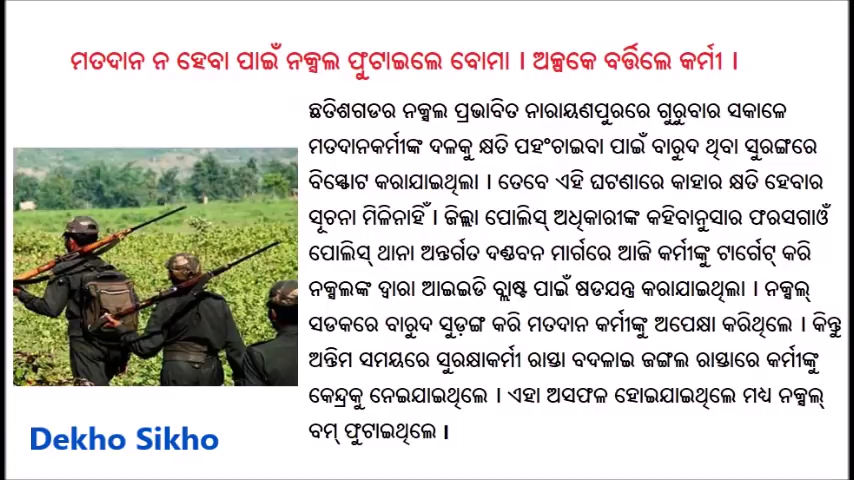 ମତଦାନ ନ ହେବା ପାଇଁ ନକ୍ସଲ ଫୁଟାଇଲେ ବୋମା । ଅଳ୍ପକେ ବର୍ତ୍ତିଲେ କର୍ମୀ ।
ଛତିଶଗଡର ନକ୍ସଲ ପ୍ରଭାବିତ ନାରାୟଣପୁରରେ ଗୁରୁବାର ସକାଳେ
ମତଦାନକର୍ମୀଙ୍କ ଦଳକୁ କ୍ଷତି ପହଂଚାଇବା ପାଇଁ ବାରୁଦ ଥିବା ସୁରଙ୍ଗରେ
ବିସ୍ଫୋଟ କରାଯାଇଥିଲା । ତେବେ ଏହି ଘଟଣାରେ କାହାର କ୍ଷତି ହେବାର
ସୂଚନା ମିଳିନାହିଁ । ଜିଲ୍ଲା ପୋଲିସ୍ ଅଧିକାରୀଙ୍କ କହିବାନୁସାର ଫରସଗାଓଁ
ପୋଲିସ୍ ଥାନା ଅନ୍ତର୍ଗତ ଦଣ୍ଡବନ ମାର୍ଗରେ ଆଜି କର୍ମୀଙ୍କୁ ଟାର୍ଗେଟ୍ କରି
ନକ୍ସଲଙ୍କ ଦ୍ୱାରା ଆଇଇଡି ବ୍ଲାଷ୍ଟ ପାଇଁ ଷଡଯନ୍ତ୍ର କରାଯାଇଥିଲା । ନକ୍ସଲ୍
ସଡକରେ ବାରୁଦ ସୁଡ଼ଙ୍ଗ କରି ମତଦାନ କର୍ମୀଙ୍କୁ ଅପେକ୍ଷା କରିଥିଲେ । କିନ୍ତୁ
ଅନ୍ତିମ ସମୟରେ ସୁରକ୍ଷାକର୍ମୀ ରାସ୍ତା ବଦଳାଇ ଜଙ୍ଗଲ ରାସ୍ତାରେ କର୍ମୀଙ୍କୁ
କେନ୍ଦ୍ରକୁ ନେଇଯାଇଥିଲେ । ଏହା ଅସଫଳ ହୋଇଯାଇଥିଲେ ମଧ୍ୟ ନକ୍ସଲ୍
ବମ୍ ଫୁଟାଇଥିଲେ ।
Dekho Sikho